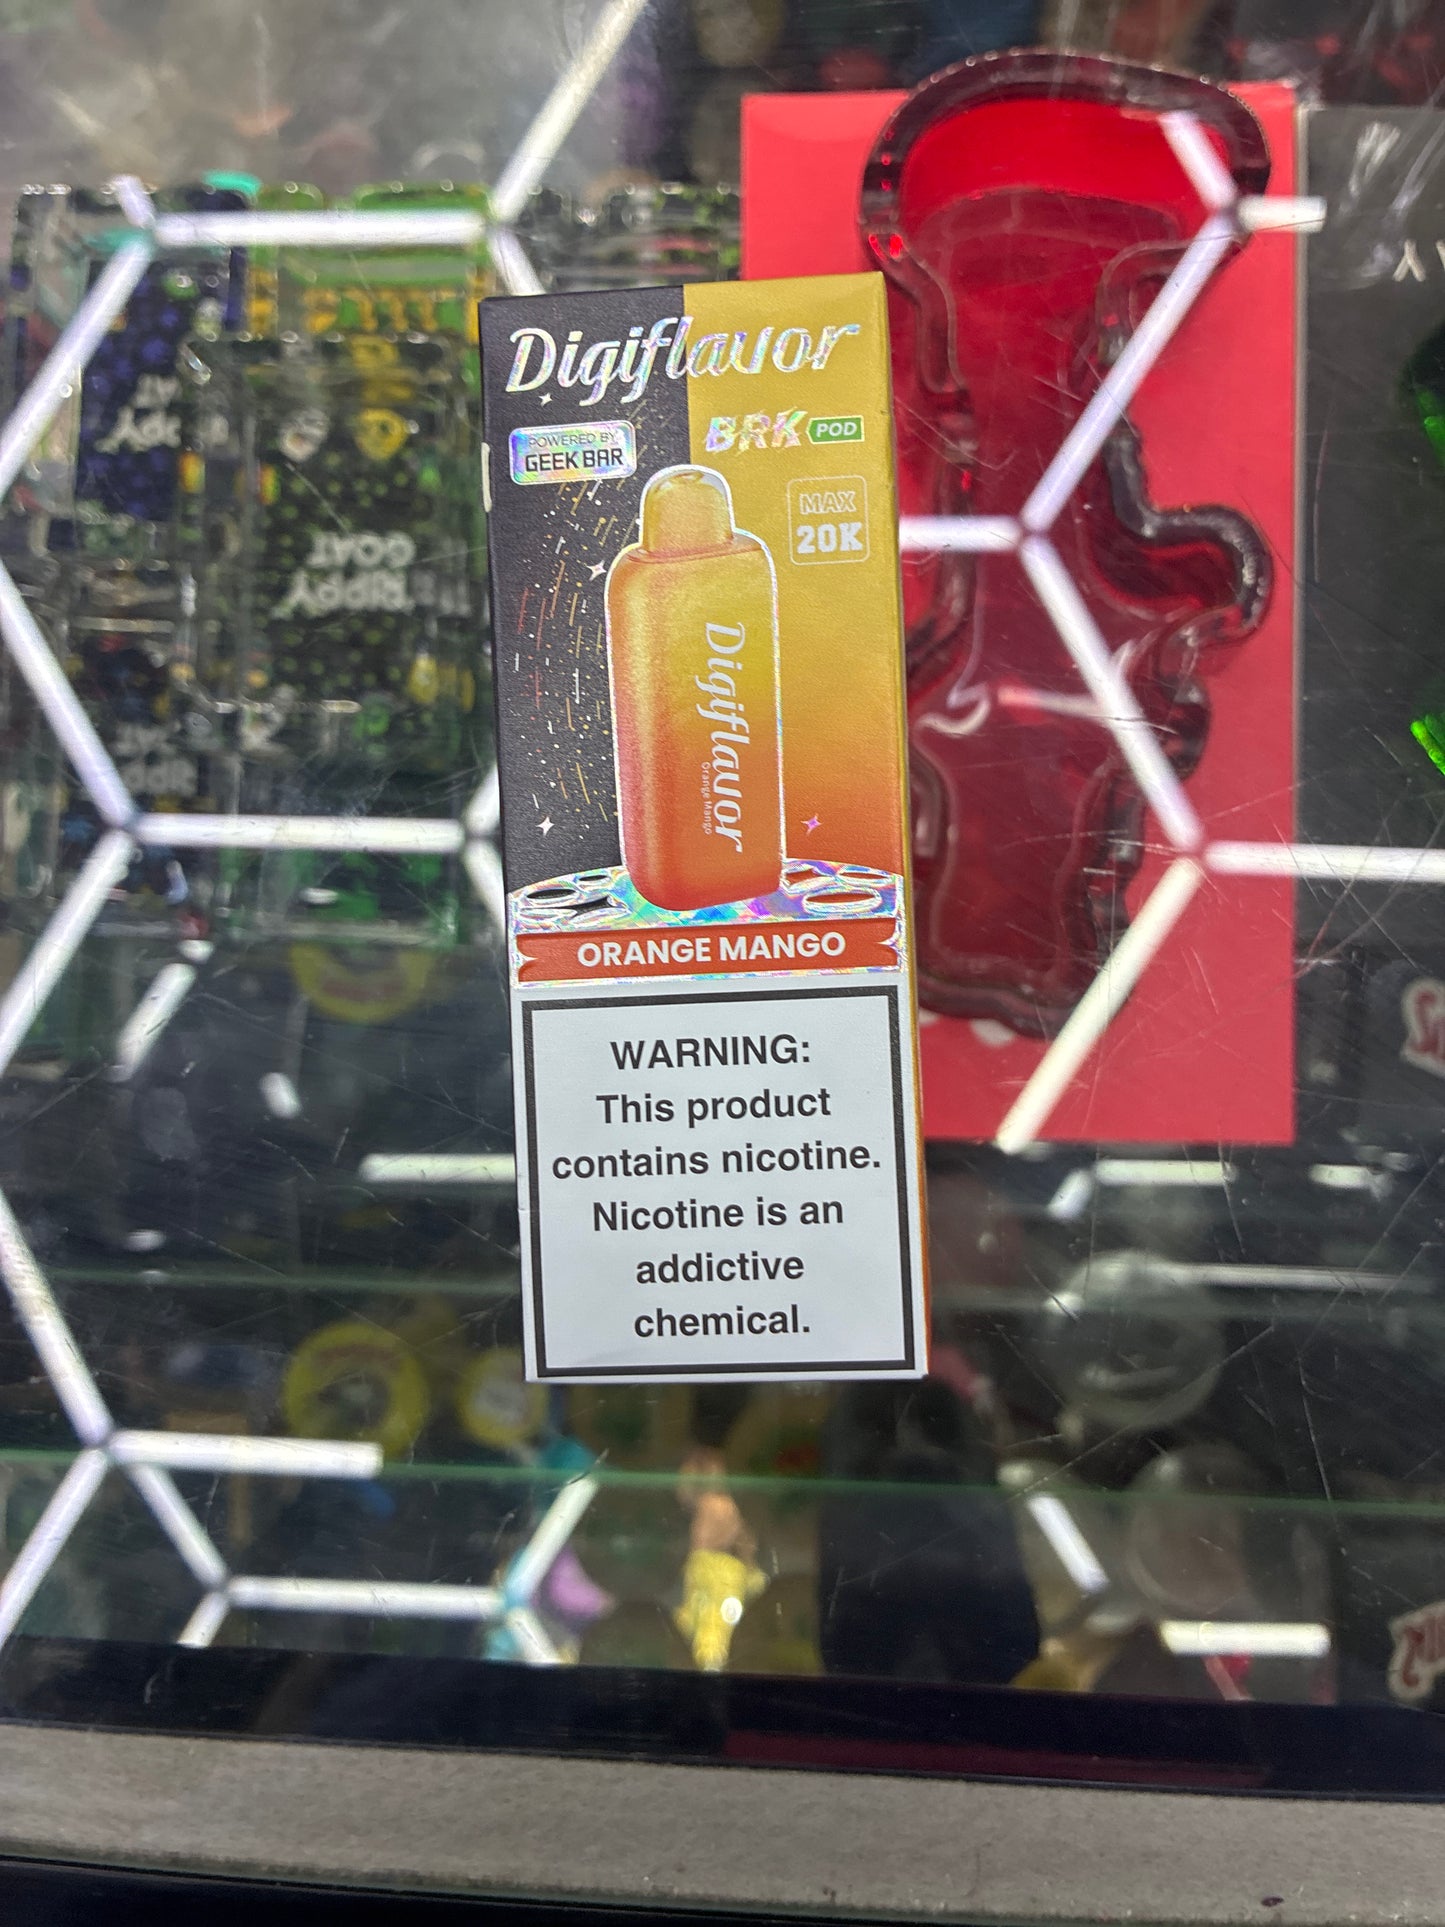 Digiflavor
POWERED BY
GEEK BAR
BRK POD
MAX
20K
Digiflavor
Orange Mango
ORANGE MANGO
WARNING:
This product
contains nicotine.
Nicotine is an
addictive
chemical.